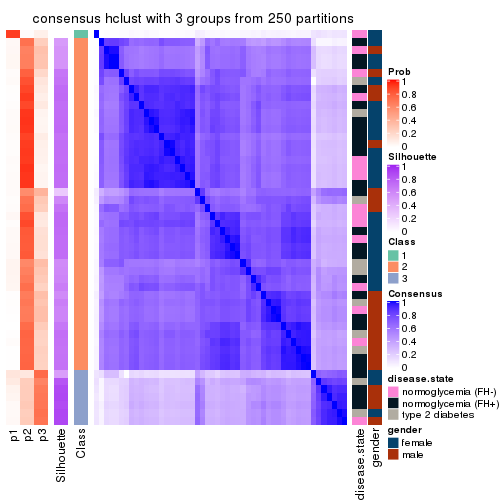 consensus hclust with 3 groups from 250 partitions
Prob
1
0.8
0.6
0.4
0.2
0
Silhouette
1
0.8
0.6
0.4
0.2
0
Class
1
2
3
Consensus
1
0.8
0.6
0.4
0.2
0
disease.state
normoglycemia (FH-)
normoglycemia (FH+)
type 2 diabetes
gender
female
male
p1
p2
p3
Silhouette
Class
disease.state
gender